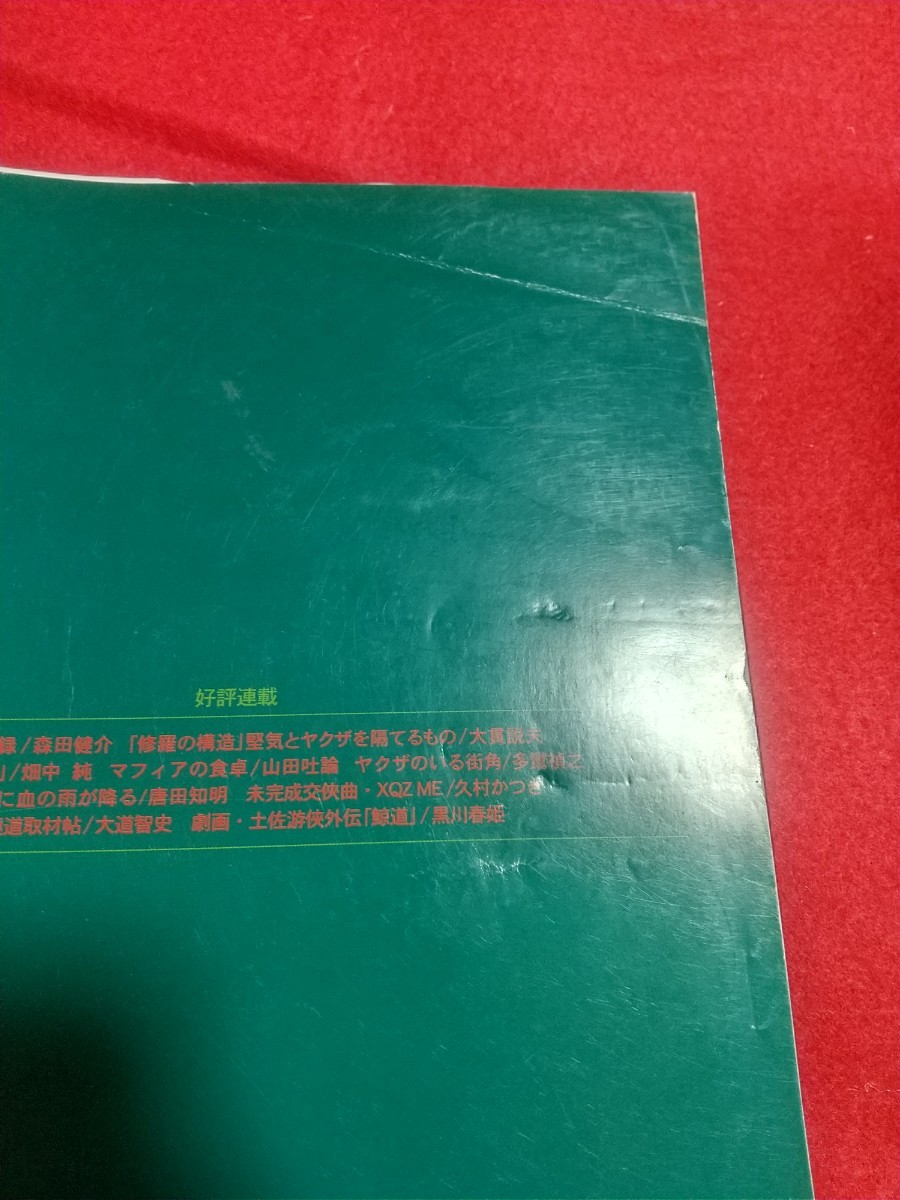 好評連載
録/森田健介 「修羅の構造」堅気とヤクザを隔てるもの/大貫説夫
」/畑中 純 マフィアの食卓/山田吐論 ヤクザのいる街角/多田禎之
に血の雨が降る/唐田知明 未完成交侠曲・XQZ ME/久村かつき
道取材帖/大道智史 劇画・土佐游侠外伝「鯨道」/黒川春姫